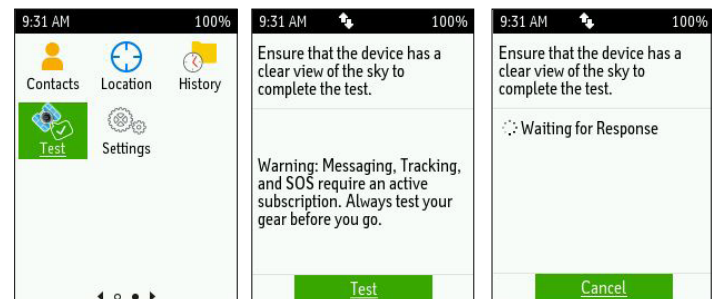 9:31 AM 100%
Contacts Location History
Test Settings
9:31 AM 100%
Ensure that the device has a
clear view of the sky to
complete the test.
Warning: Messaging, Tracking,
and SOS require an active
subscription. Always test your
gear before you go.
Test
9:31 AM 100%
Ensure that the device has a
clear view of the sky to
complete the test.
Waiting for Response
Cancel